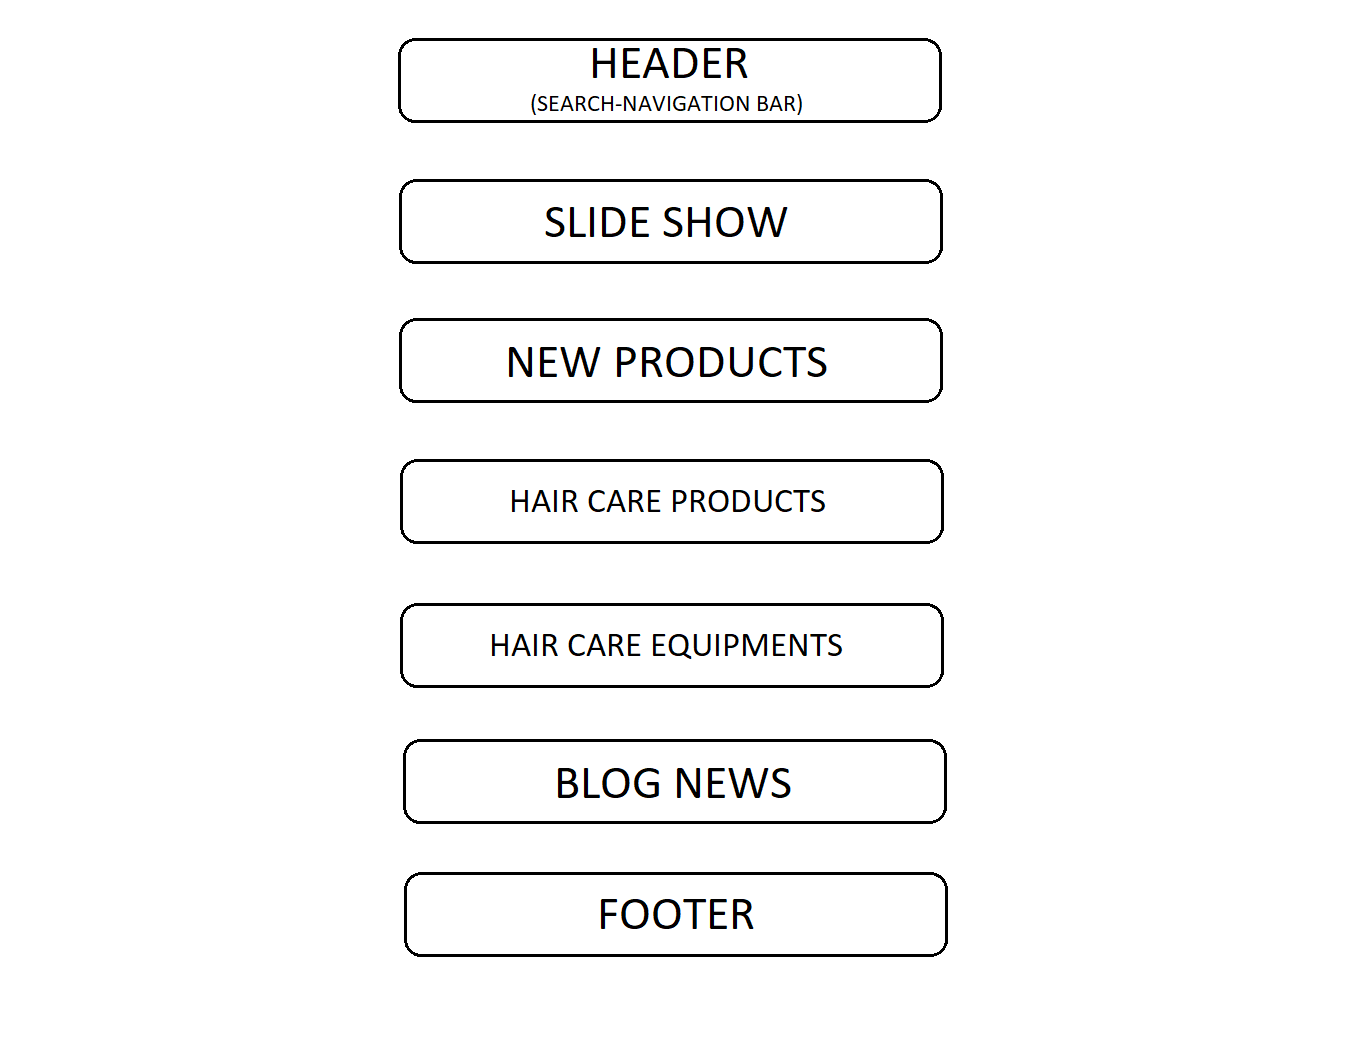 HEADER
(SEARCH-NAVIGATION BAR)
SLIDE SHOW
NEW PRODUCTS
HAIR CARE PRODUCTS
HAIR CARE EQUIPMENTS
BLOG NEWS
FOOTER